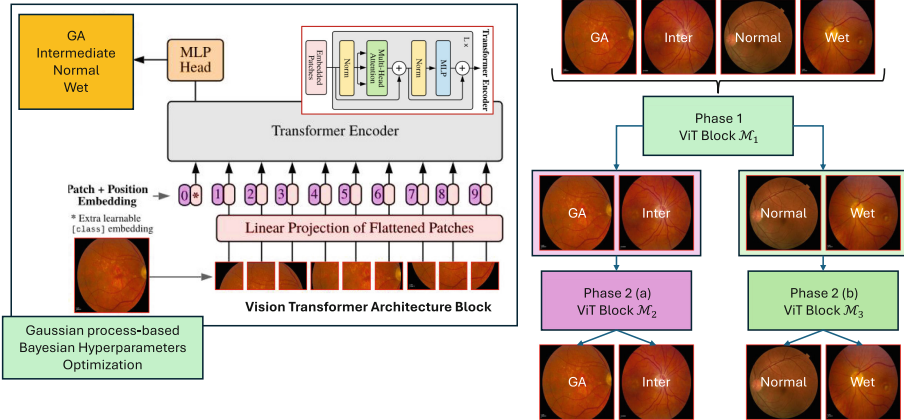 GA
Intermediate
Normal
Wet
MLP
Head
Embedded
Patches
Norm
Multi-Head
Attention
+
Norm
MLP
+
L ×
Transformer Encoder
Transformer Encoder
Patch + Position
Embedding
* Extra learnable
[class] embedding
0 * 1 2 3 4 5 6 7 8 9
Linear Projection of Flattened Patches
Vision Transformer Architecture Block
Gaussian process-based
Bayesian Hyperparameters
Optimization
GA Inter Normal Wet
Phase 1
ViT Block ℳ₁
GA Inter Normal Wet
Phase 2 (a)
ViT Block ℳ₂
Phase 2 (b)
ViT Block ℳ₃
GA Inter Normal Wet